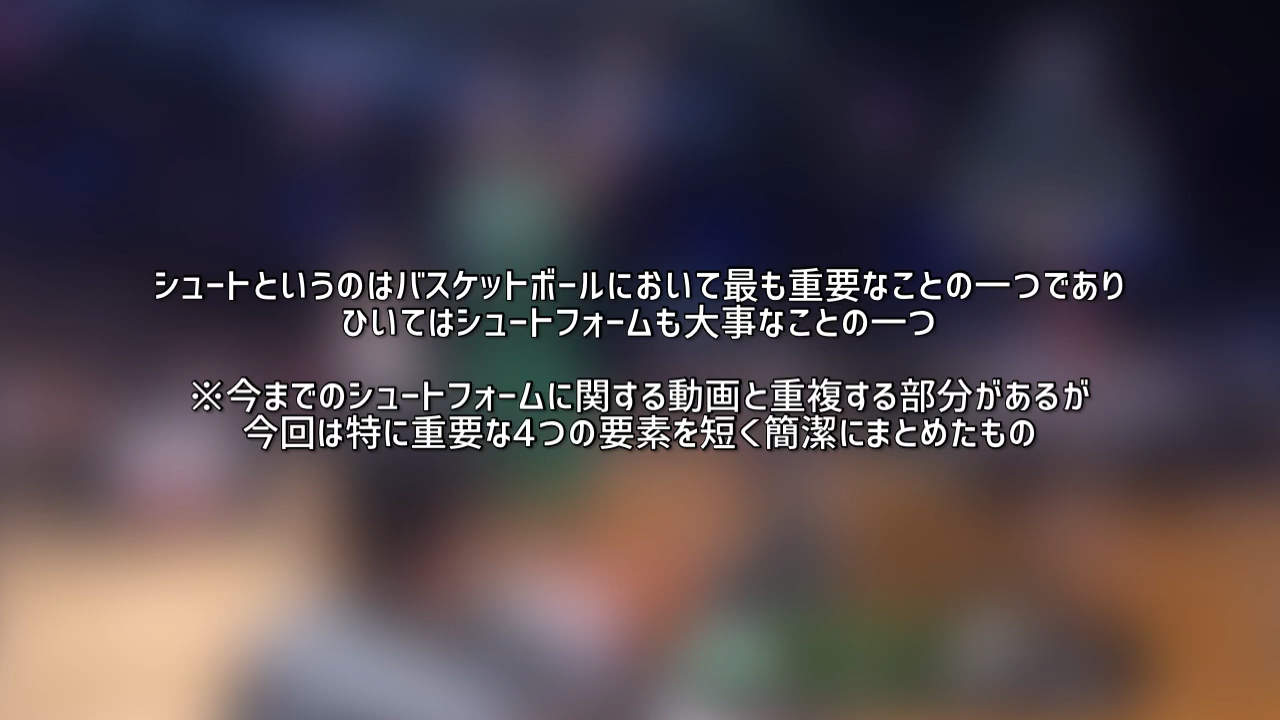 シュートというのはバスケットボールにおいて最も重要なことの一つであり
ひいてはシュートフォームも大事なことの一つ
※今までのシュートフォームに関する動画と重複する部分があるが
今回は特に重要な4つの要素を短く簡潔にまとめたもの